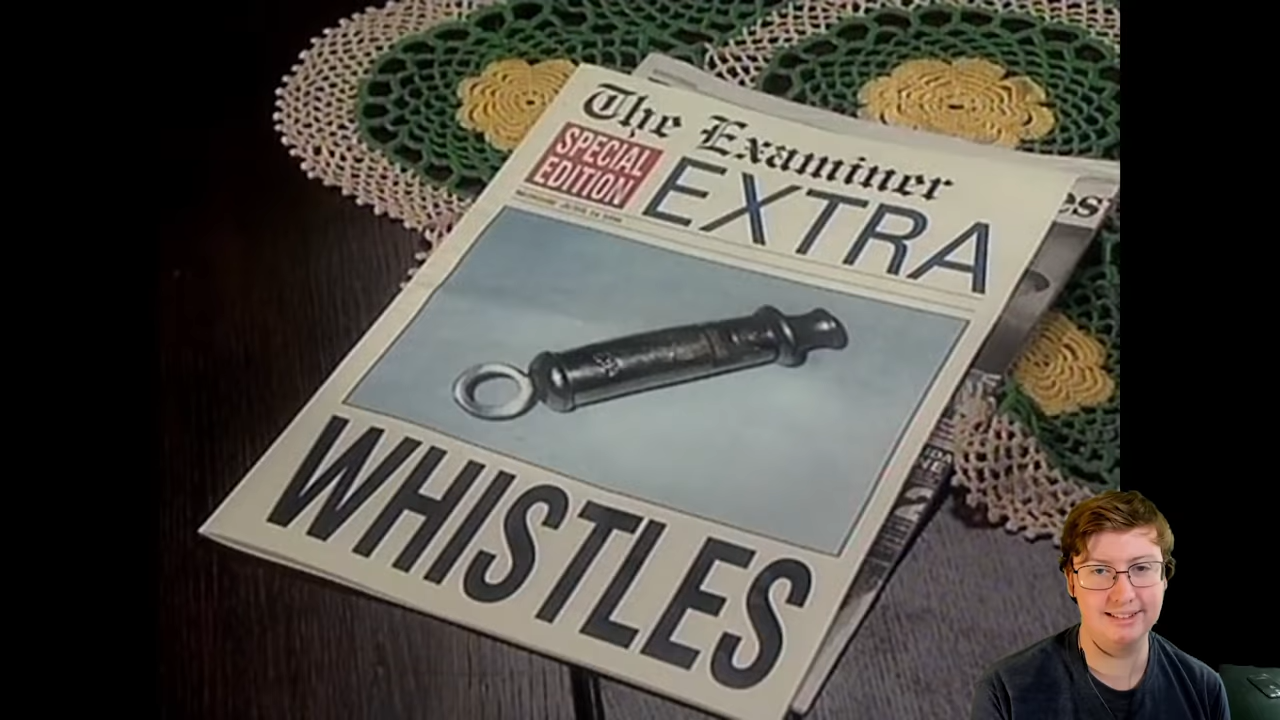 The Examiner
SPECIAL
EDITION
EXTRA
WHISTLES